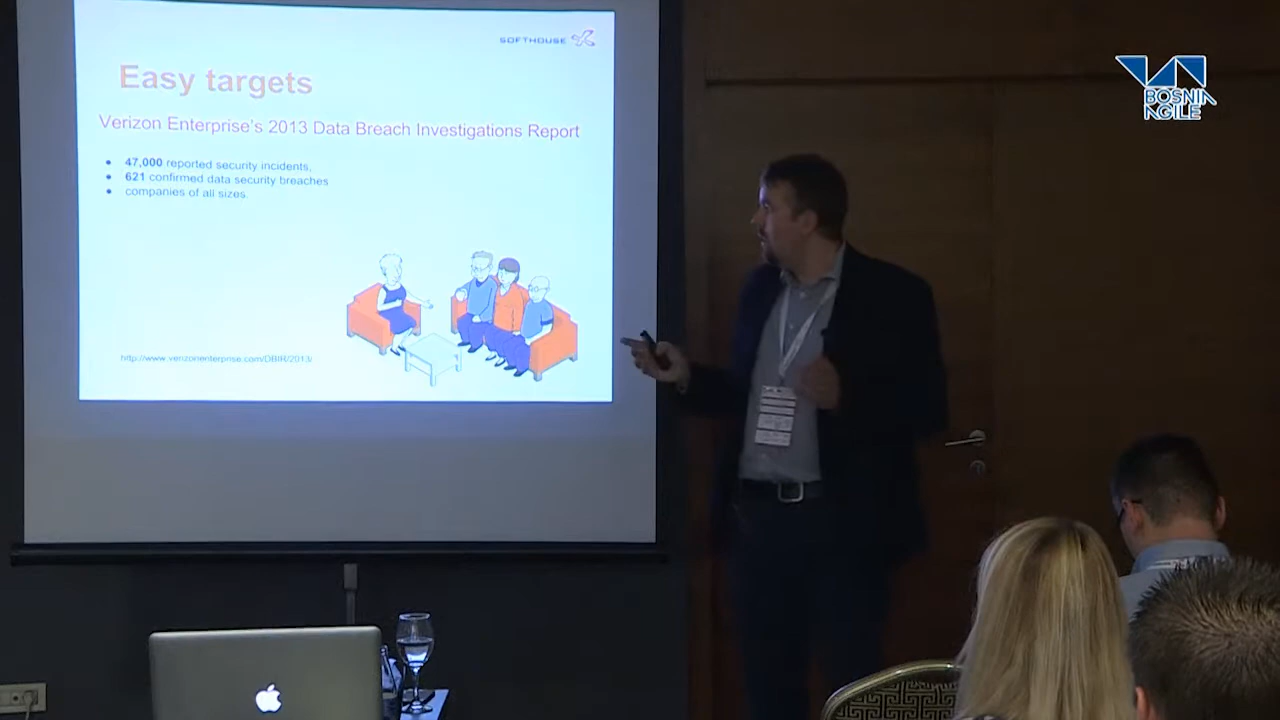 SOFTHOUSE
Easy targets
Verizon Enterprise's 2013 Data Breach Investigations Report
47,000 reported security incidents,
621 confirmed data security breaches
companies of all sizes.
http://www.verizonenterprise.com/DBIR/2013/
BOSNIA
AGILE